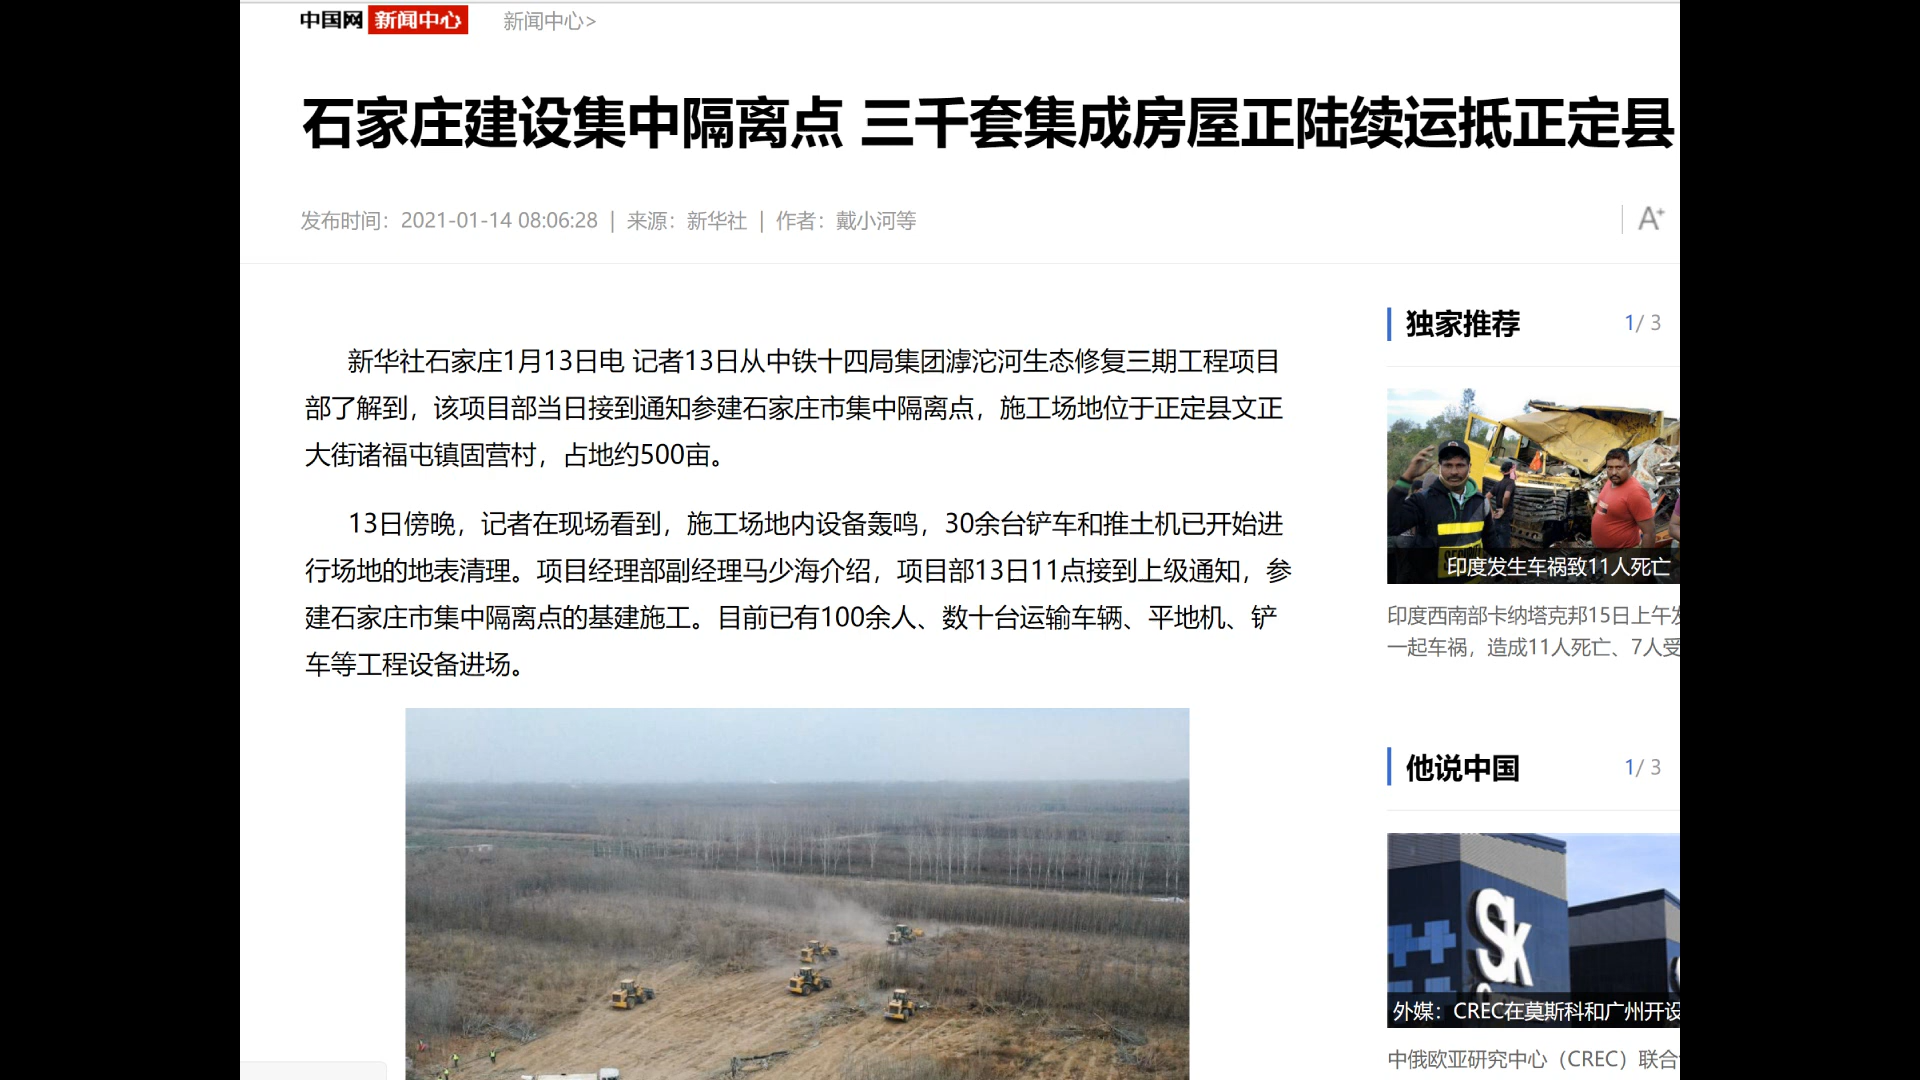 中国网 新闻中心 新闻中心>
石家庄建设集中隔离点 三千套集成房屋正陆续运抵正定县
发布时间：2021-01-14 08:06:28 | 来源：新华社 | 作者：戴小河等
A+
新华社石家庄1月13日电 记者13日从中铁十四局集团滹沱河生态修复三期工程项目
部了解到，该项目部当日接到通知参建石家庄市集中隔离点，施工场地位于正定县文正
大街诸福屯镇固营村，占地约500亩。
13日傍晚，记者在现场看到，施工场地内设备轰鸣，30余台铲车和推土机已开始进
行场地的地表清理。项目经理部副经理马少海介绍，项目部13日11点接到上级通知，参
建石家庄市集中隔离点的基建施工。目前已有100余人、数十台运输车辆、平地机、铲
车等工程设备进场。
独家推荐 1/ 3
印度发生车祸致11人死亡
印度西南部卡纳塔克邦15日上午发
一起车祸，造成11人死亡、7人受
他说中国 1/ 3
Sk
外媒：CREC在莫斯科和广州开设
中俄欧亚研究中心（CREC）联合